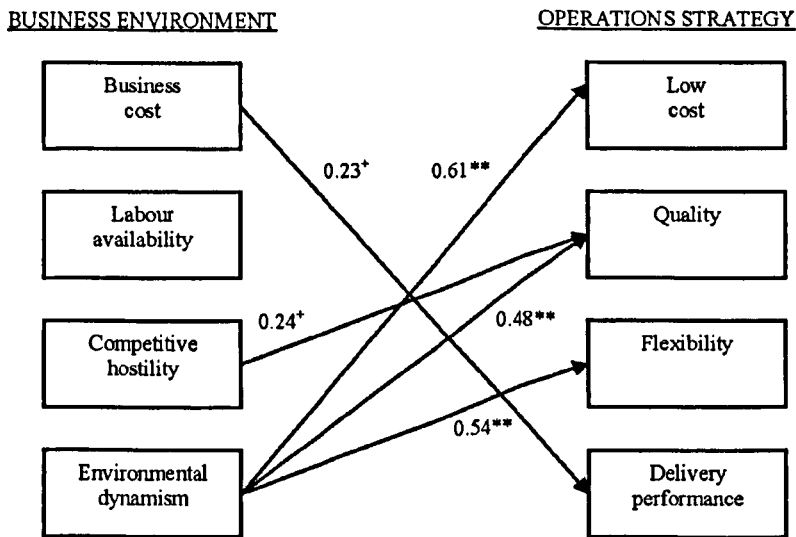 BUSINESS ENVIRONMENT
OPERATIONS STRATEGY
Business
cost
Low
cost
0.23+
0.61**
Labour
availability
Quality
0.24+
0.48**
Competitive
hostility
Flexibility
0.54**
Environmental
dynamism
Delivery
performance